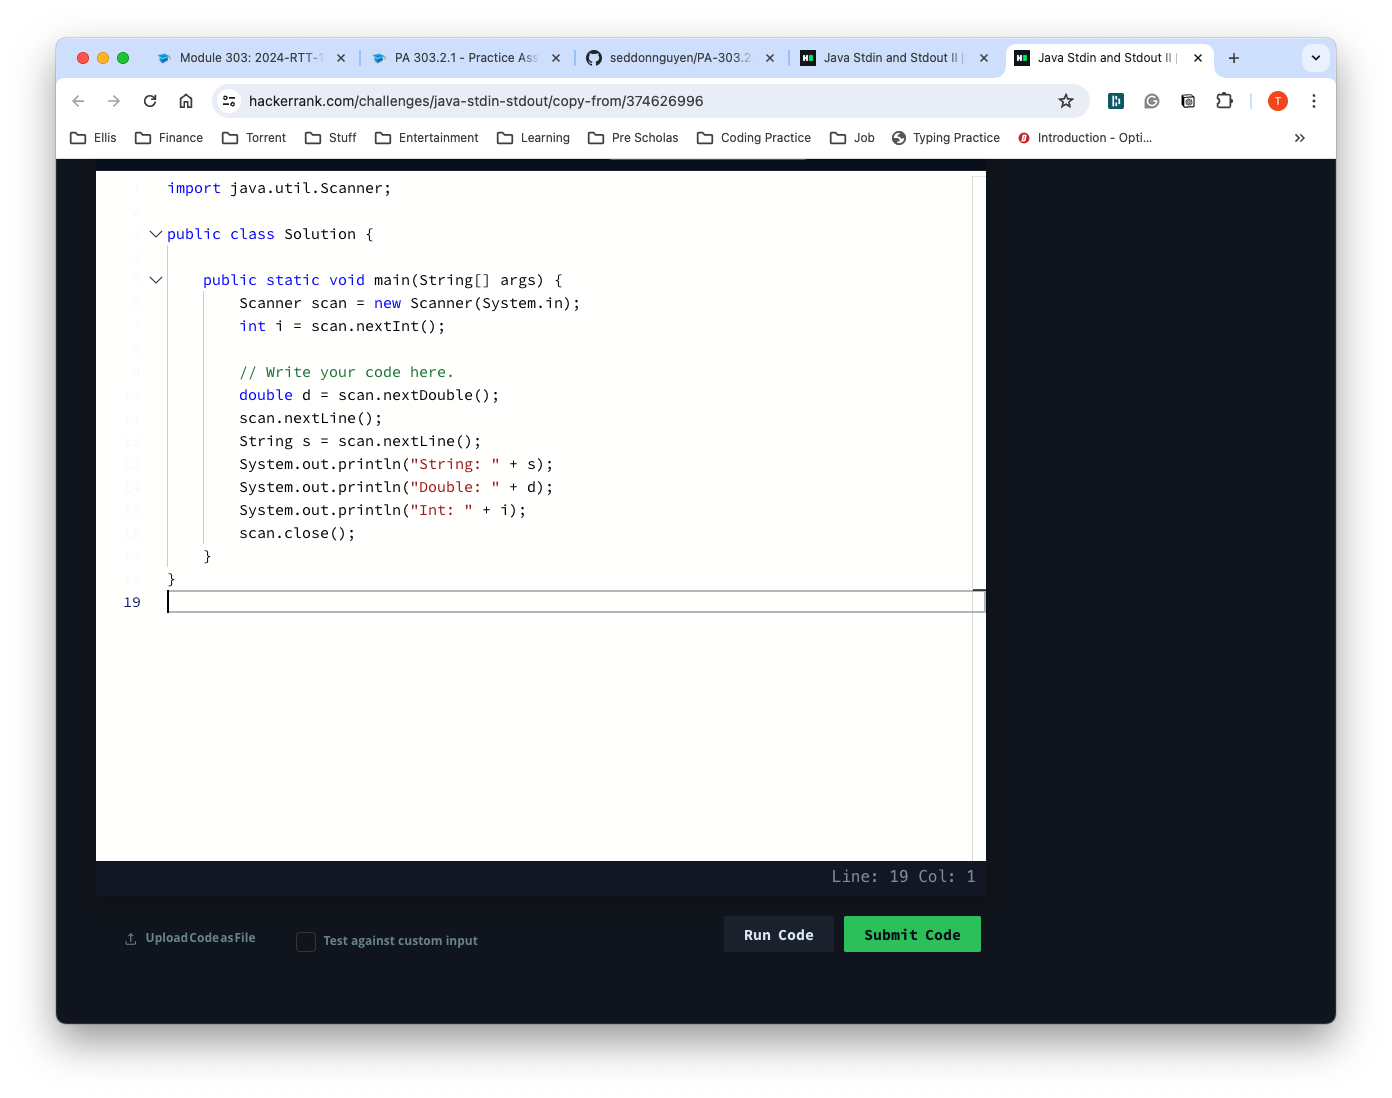 Module 303: 2024-RTT-1
PA 303.2.1 - Practice Ass
seddonnguyen/PA-303.2
Java Stdin and Stdout II |
Java Stdin and Stdout II |
hackerrank.com/challenges/java-stdin-stdout/copy-from/374626996
T
Ellis
Finance
Torrent
Stuff
Entertainment
Learning
Pre Scholas
Coding Practice
Job
Typing Practice
Introduction - Opti...
1 import java.util.Scanner;
2
3 public class Solution {
4
5     public static void main(String[] args) {
6         Scanner scan = new Scanner(System.in);
7         int i = scan.nextInt();
8
9         // Write your code here.
10         double d = scan.nextDouble();
11         scan.nextLine();
12         String s = scan.nextLine();
13         System.out.println("String: " + s);
14         System.out.println("Double: " + d);
15         System.out.println("Int: " + i);
16         scan.close();
17     }
18 }
19
Line: 19 Col: 1
Upload Code as File
Test against custom input
Run Code
Submit Code